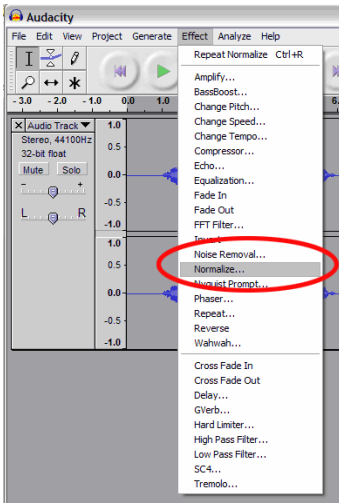 Audacity
File Edit View Project Generate Effect Analyze Help
Repeat Normalize Ctrl+R
Amplify...
BassBoost...
Change Pitch...
Change Speed...
Change Tempo...
Compressor...
Echo...
Equalization...
Fade In
Fade Out
FFT Filter...
Invert
Noise Removal...
Normalize...
Nyquist Prompt...
Phaser...
Repeat...
Reverse
Wahwah...
Cross Fade In
Cross Fade Out
Delay...
GVerb...
Hard Limiter...
High Pass Filter...
Low Pass Filter...
SC4...
Tremolo...
- 3.0 - 2.0 - 1.0 0.0 1.0 6.
X Audio Track
Stereo, 44100Hz
32-bit float
Mute Solo
- +
L R
1.0
0.5
0.0
-0.5
-1.0
1.0
0.5
0.0
-0.5
-1.0